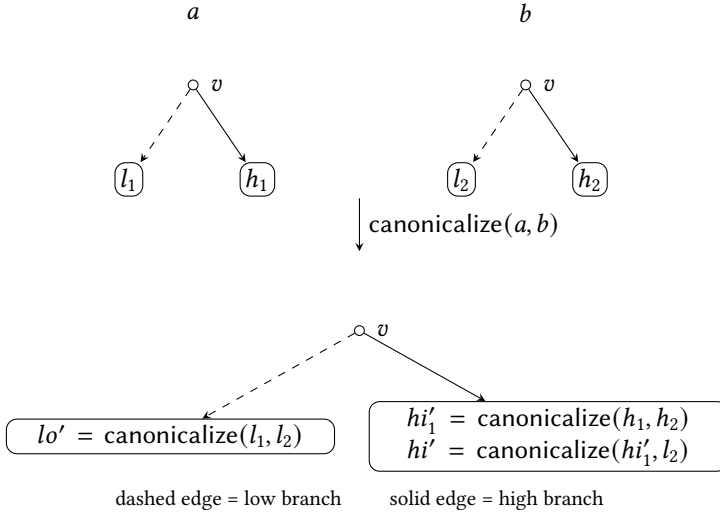 a b
v v
l₁ h₁ l₂ h₂
canonicalize(a, b)
v
lo′ = canonicalize(l₁, l₂)
hi′₁ = canonicalize(h₁, h₂)
hi′ = canonicalize(hi′₁, l₂)
dashed edge = low branch solid edge = high branch